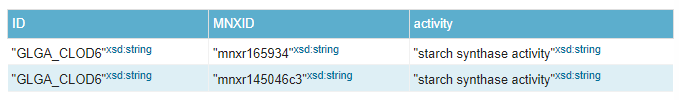 ID MNXID activity
"GLGA_CLOD6"xsd:string "mnxr165934"xsd:string "starch synthase activity"xsd:string
"GLGA_CLOD6"xsd:string "mnxr145046c3"xsd:string "starch synthase activity"xsd:string